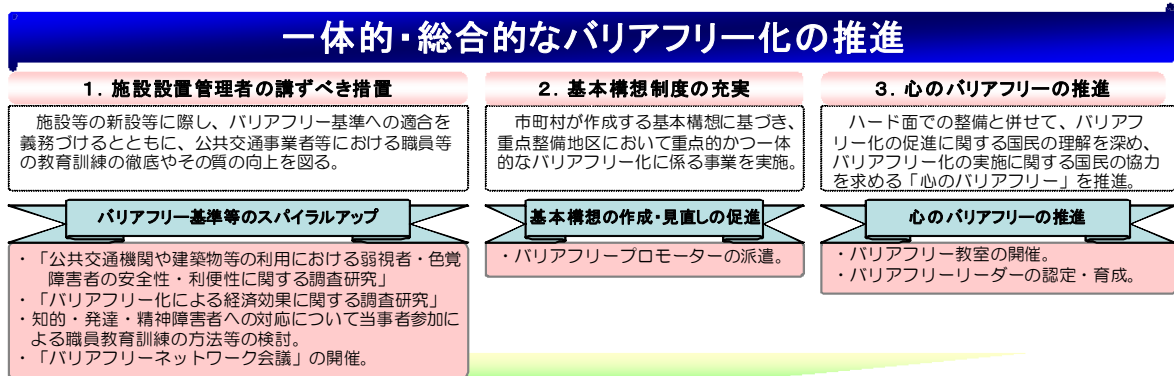 一体的・総合的なバリアフリー化の推進
1．施設設置管理者の講ずべき措置
施設等の新設等に際し、バリアフリー基準への適合を
義務づけるとともに、公共交通事業者等における職員等
の教育訓練の徹底やその質の向上を図る。
バリアフリー基準等のスパイラルアップ
・「公共交通機関や建築物等の利用における弱視者・色覚
障害者の安全性・利便性に関する調査研究」
・「バリアフリー化による経済効果に関する調査研究」
・知的・発達・精神障害者への対応について当事者参加に
よる職員教育訓練の方法等の検討。
・「バリアフリーネットワーク会議」の開催。
2．基本構想制度の充実
市町村が作成する基本構想に基づき、
重点整備地区において重点的かつ一体
的なバリアフリー化に係る事業を実施。
基本構想の作成・見直しの促進
・バリアフリープロモーターの派遣。
3．心のバリアフリーの推進
ハード面での整備と併せて、バリアフ
リー化の促進に関する国民の理解を深め、
バリアフリー化の実施に関する国民の協力
を求める「心のバリアフリー」を推進。
心のバリアフリーの推進
・バリアフリー教室の開催。
・バリアフリーリーダーの認定・育成。